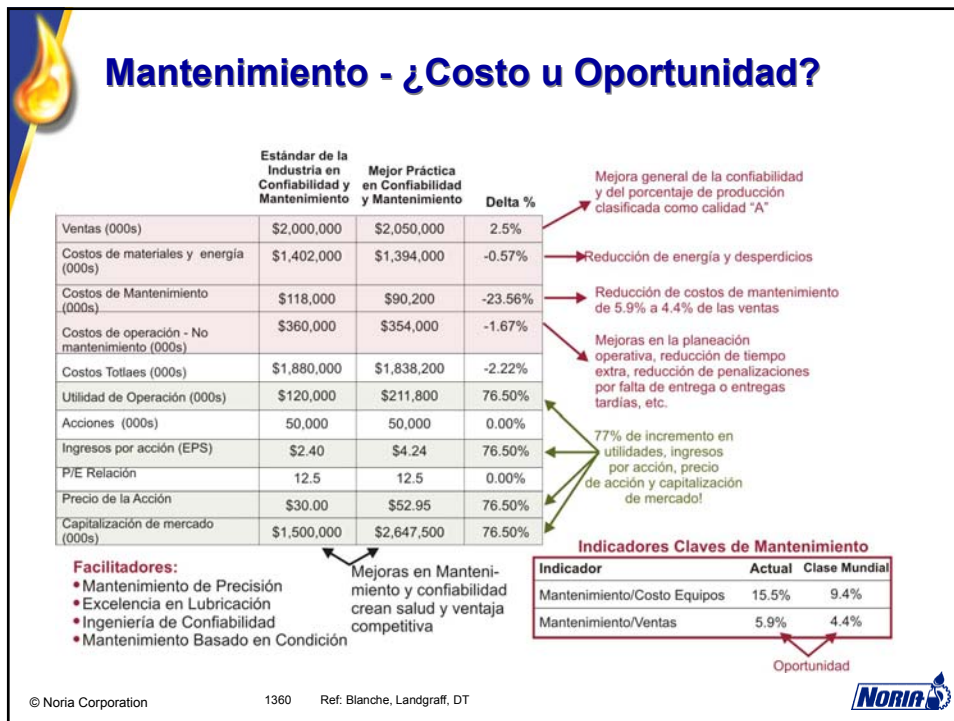 Mantenimiento - ¿Costo u Oportunidad?
Estándar de la
Industria en
Confiabilidad y
Mantenimiento
Mejor Práctica
en Confiabilidad
y Mantenimiento
Delta %
Ventas (000s) $2,000,000 $2,050,000 2.5%
Costos de materiales y energía
(000s) $1,402,000 $1,394,000 -0.57%
Costos de Mantenimiento
(000s) $118,000 $90,200 -23.56%
Costos de operación - No
mantenimiento (000s) $360,000 $354,000 -1.67%
Costos Totlaes (000s) $1,880,000 $1,838,200 -2.22%
Utilidad de Operación (000s) $120,000 $211,800 76.50%
Acciones (000s) 50,000 50,000 0.00%
Ingresos por acción (EPS) $2.40 $4.24 76.50%
P/E Relación 12.5 12.5 0.00%
Precio de la Acción $30.00 $52.95 76.50%
Capitalización de mercado
(000s) $1,500,000 $2,647,500 76.50%
Mejora general de la confiabilidad
y del porcentaje de producción
clasificada como calidad “A”
Reducción de energía y desperdicios
Reducción de costos de mantenimiento
de 5.9% a 4.4% de las ventas
Mejoras en la planeación
operativa, reducción de tiempo
extra, reducción de penalizaciones
por falta de entrega o entregas
tardías, etc.
77% de incremento en
utilidades, ingresos
por acción, precio
de acción y capitalización
de mercado!
Facilitadores:
•Mantenimiento de Precisión
•Excelencia en Lubricación
•Ingeniería de Confiabilidad
•Mantenimiento Basado en Condición
Mejoras en Manteni-
miento y confiabilidad
crean salud y ventaja
competitiva
Indicadores Claves de Mantenimiento
Indicador Actual Clase Mundial
Mantenimiento/Costo Equipos 15.5% 9.4%
Mantenimiento/Ventas 5.9% 4.4%
Oportunidad
© Noria Corporation 1360 Ref: Blanche, Landgraff, DT
NORIA